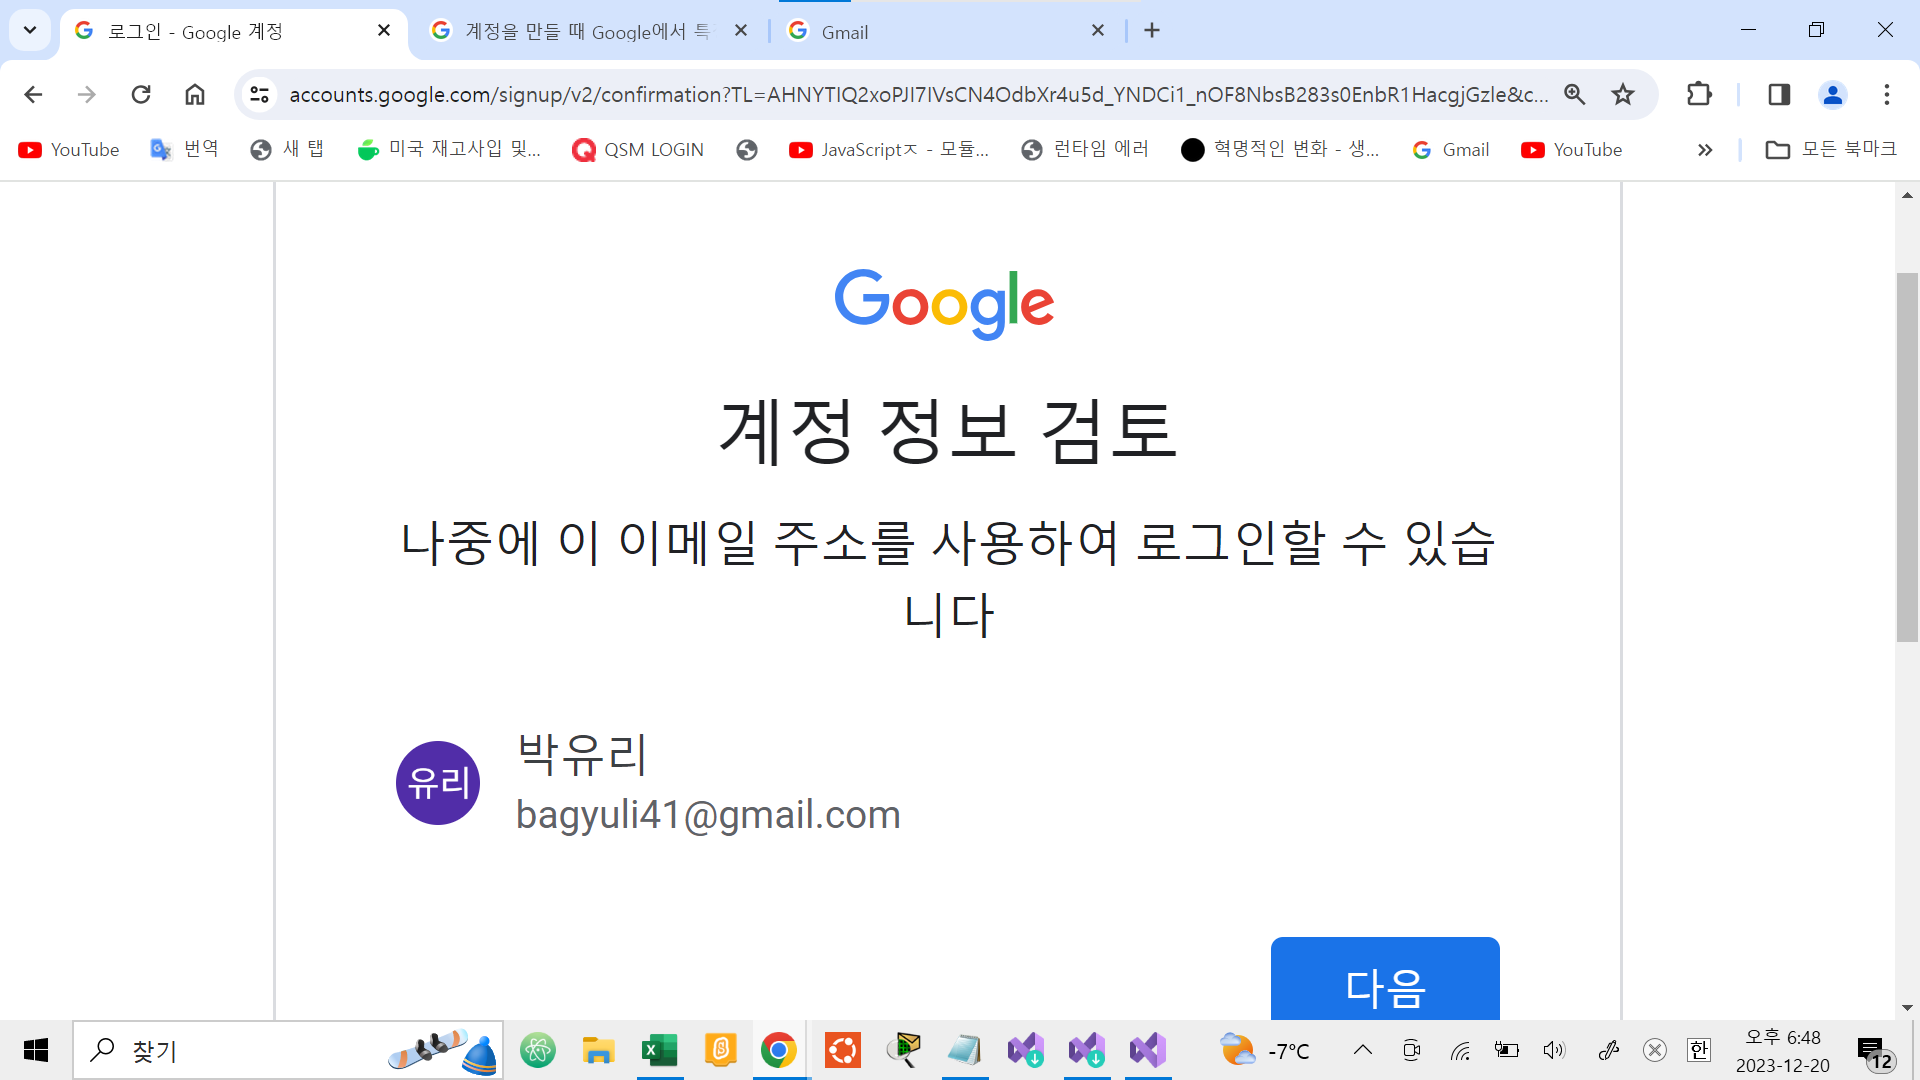 로그인 - Google 계정
계정을 만들 때 Google에서 특
Gmail
accounts.google.com/signup/v2/confirmation?TL=AHNYTIQ2xoPJI7IVsCN4OdbXr4u5d_YNDCi1_nOF8NbsB283s0EnbR1HacgjGzle&c...
YouTube
번역
새 탭
미국 재고사입 및...
QSM LOGIN
JavaScriptㅈ - 모듈...
런타임 에러
혁명적인 변화 - 생...
Gmail
YouTube
모든 북마크
Google
계정 정보 검토
나중에 이 이메일 주소를 사용하여 로그인할 수 있습
니다
유리
박유리
bagyuli41@gmail.com
다음
찾기
-7°C
한
오후 6:48
2023-12-20
12